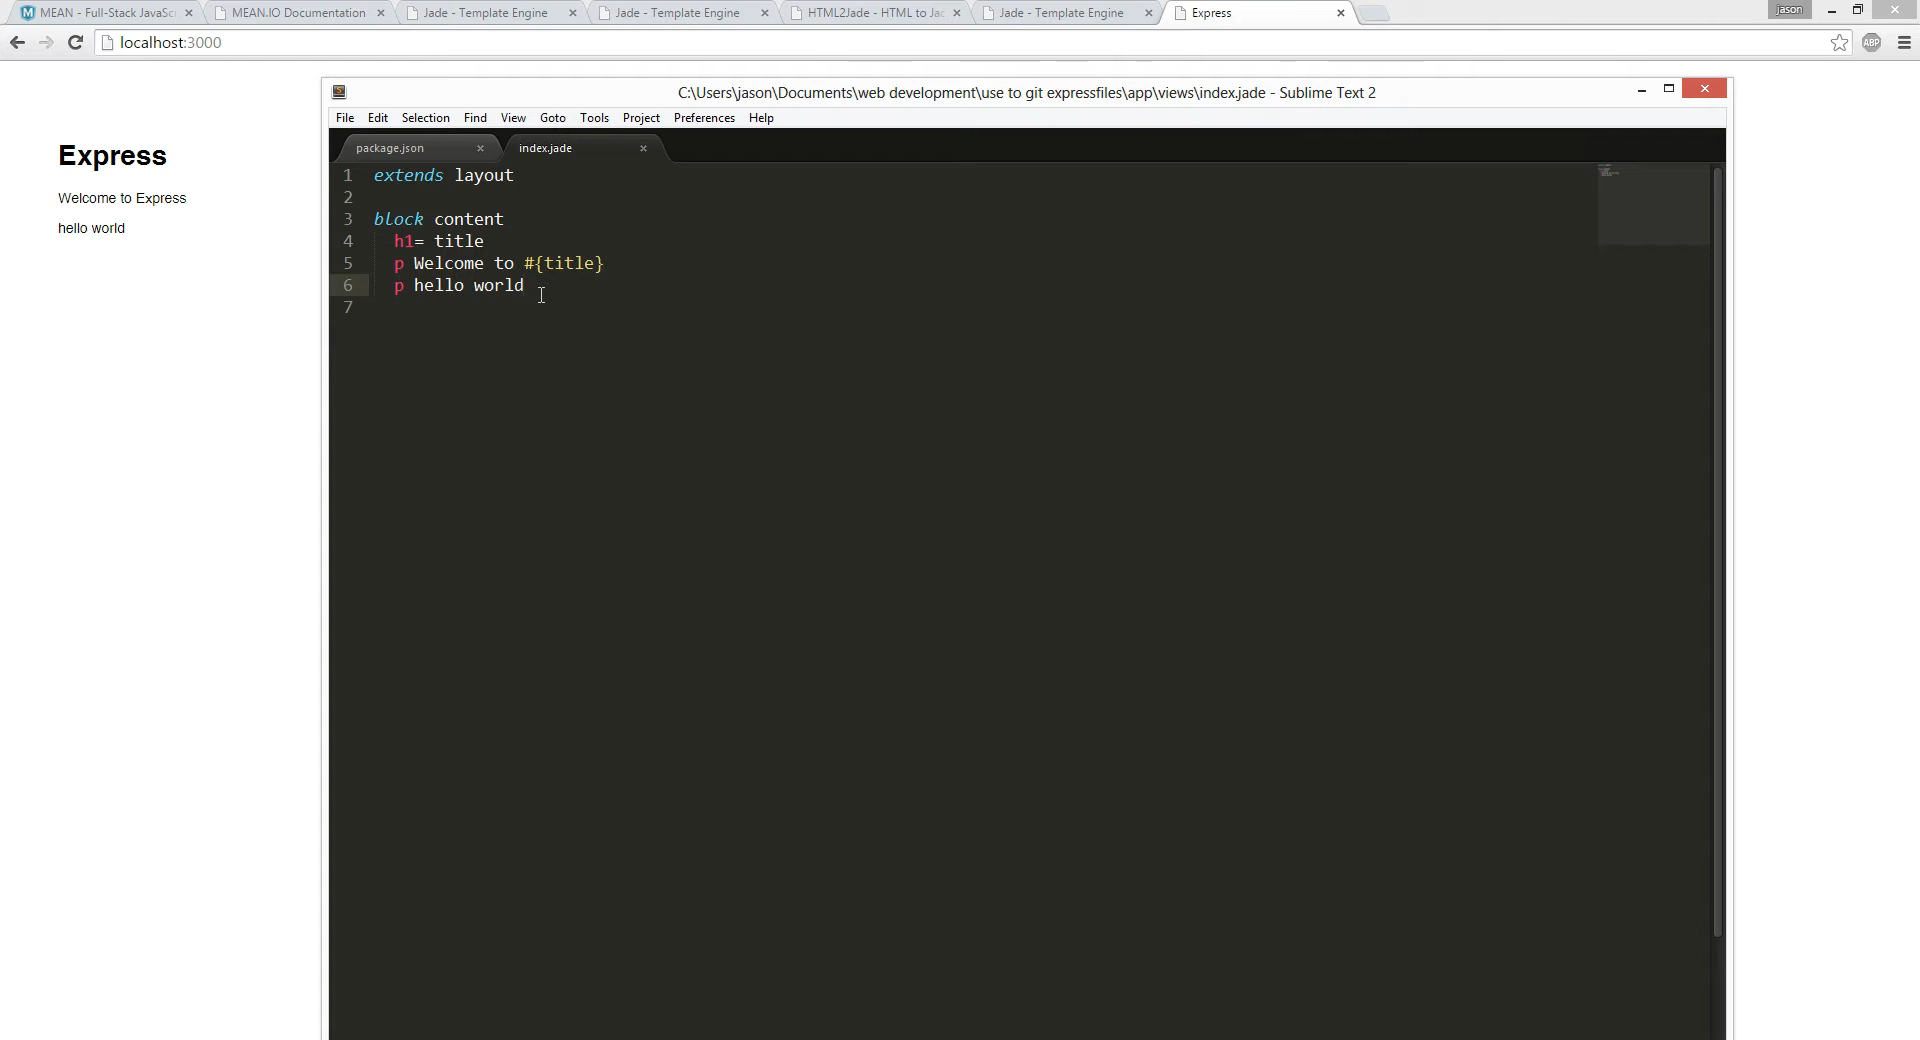 MEAN - Full-Stack JavaScr
MEAN.IO Documentation
Jade - Template Engine
Jade - Template Engine
HTML2Jade - HTML to Jac
Jade - Template Engine
Express
jason
localhost:3000
ABP
Express
Welcome to Express
hello world
C:\Users\jason\Documents\web development\use to git expressfiles\app\views\index.jade - Sublime Text 2
File Edit Selection Find View Goto Tools Project Preferences Help
package.json
index.jade
1 extends layout
2
3 block content
4 h1= title
5 p Welcome to #{title}
6 p hello world
7